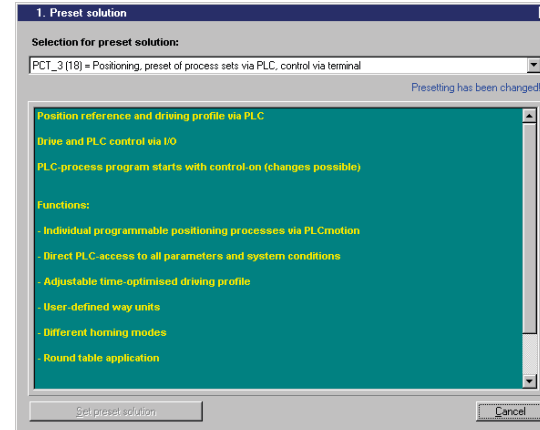 1. Preset solution
Selection for preset solution:
PCT_3 (18) = Positioning, preset of process sets via PLC, control via terminal
Presetting has been changed!
Position reference and driving profile via PLC
Drive and PLC control via I/O
PLC-process program starts with control-on (changes possible)
Functions:
- Individual programmable positioning processes via PLCmotion
- Direct PLC-access to all parameters and system conditions
- Adjustable time-optimised driving profile
- User-defined way units
- Different homing modes
- Round table application
Set preset solution
Cancel